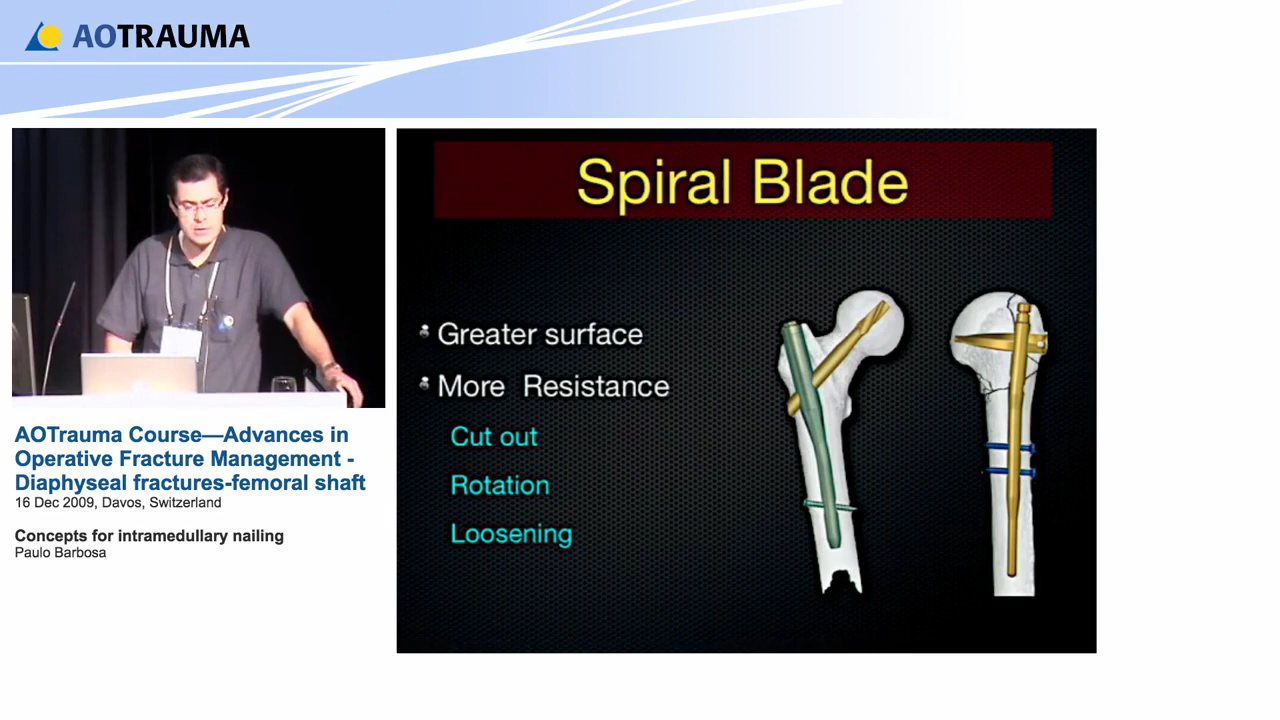 AOTRAUMA
Spiral Blade
Greater surface
More Resistance
Cut out
Rotation
Loosening
AOTrauma Course—Advances in
Operative Fracture Management -
Diaphyseal fractures-femoral shaft
16 Dec 2009, Davos, Switzerland
Concepts for intramedullary nailing
Paulo Barbosa